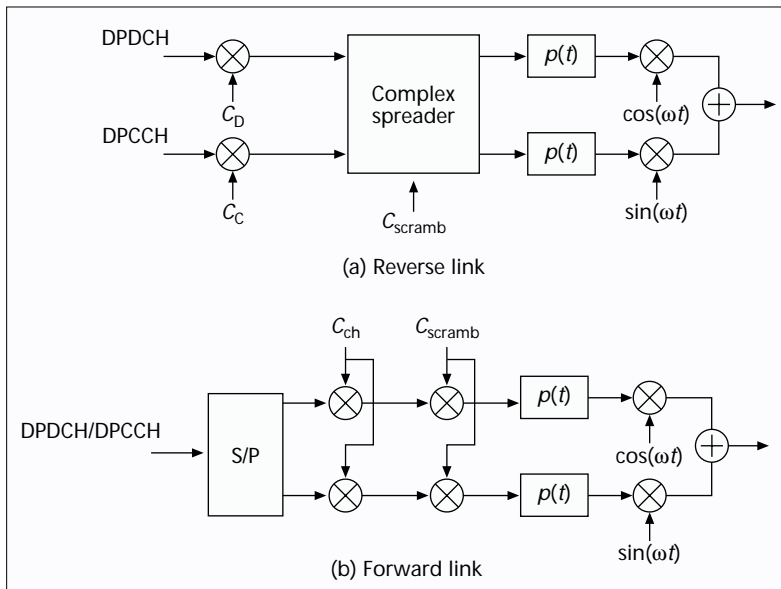 DPDCH
C_D
DPCCH
C_C
Complex
spreader
C_scramb
p(t)
cos(ωt)
p(t)
sin(ωt)
(a) Reverse link
C_ch
C_scramb
DPDCH/DPCCH
S/P
p(t)
cos(ωt)
p(t)
sin(ωt)
(b) Forward link